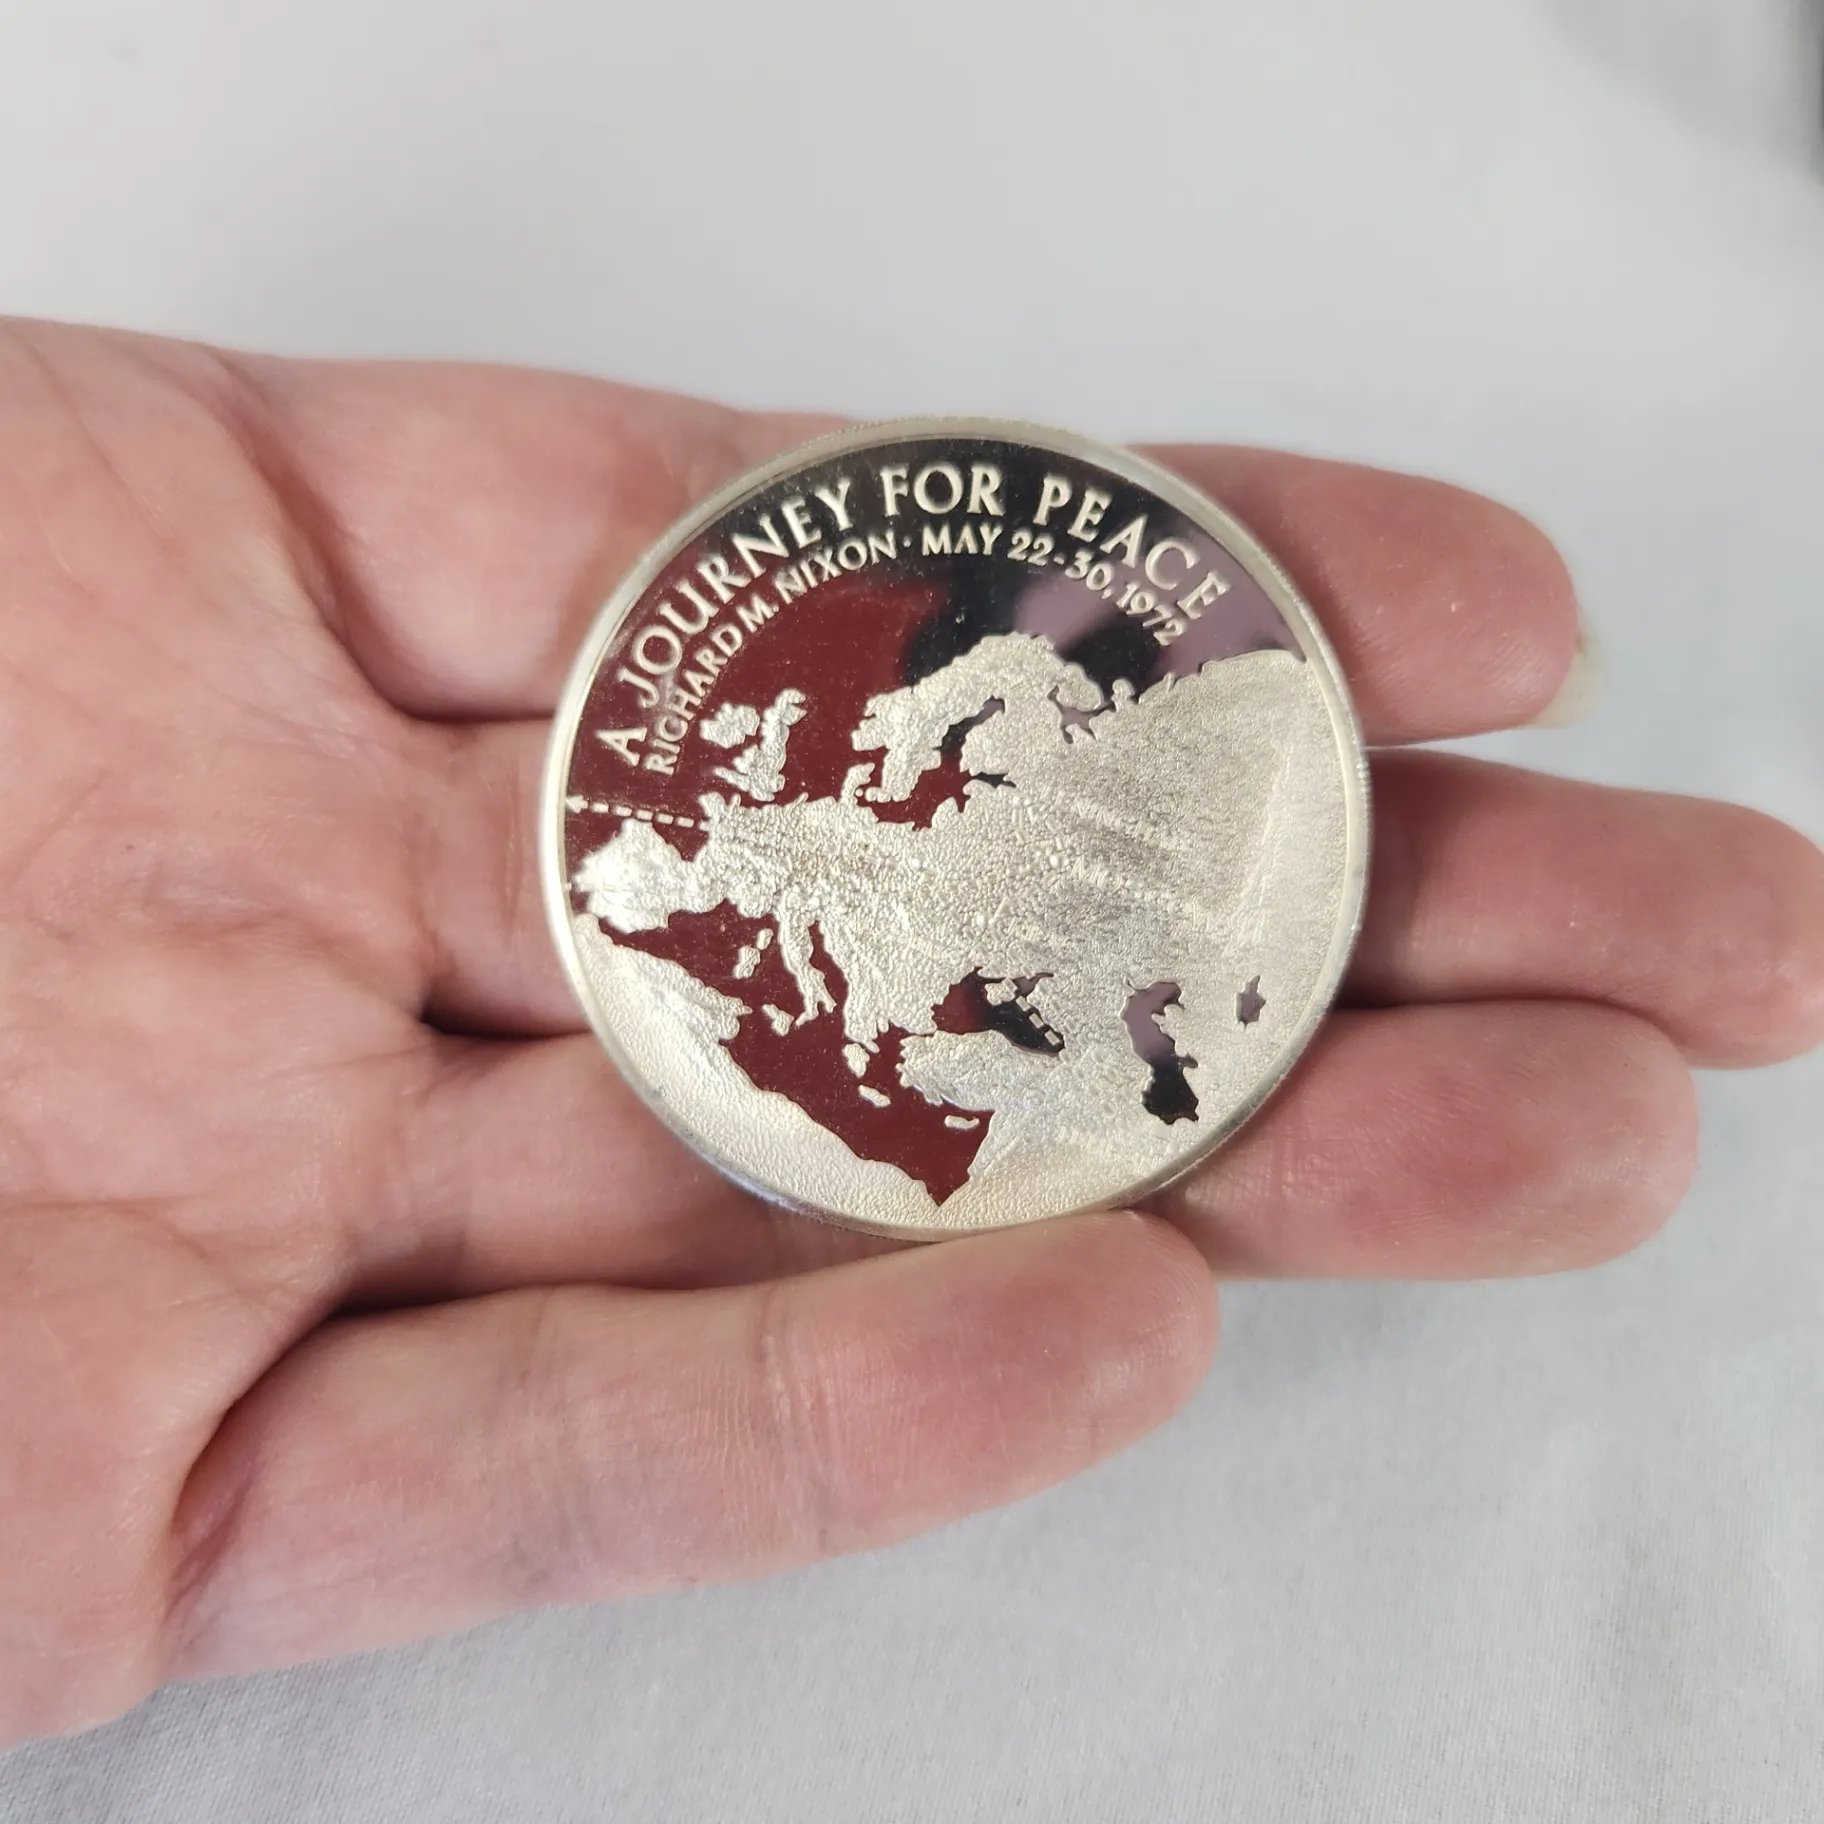 A JOURNEY FOR PEACE
RICHARD M. NIXON · MAY 22-30, 1972